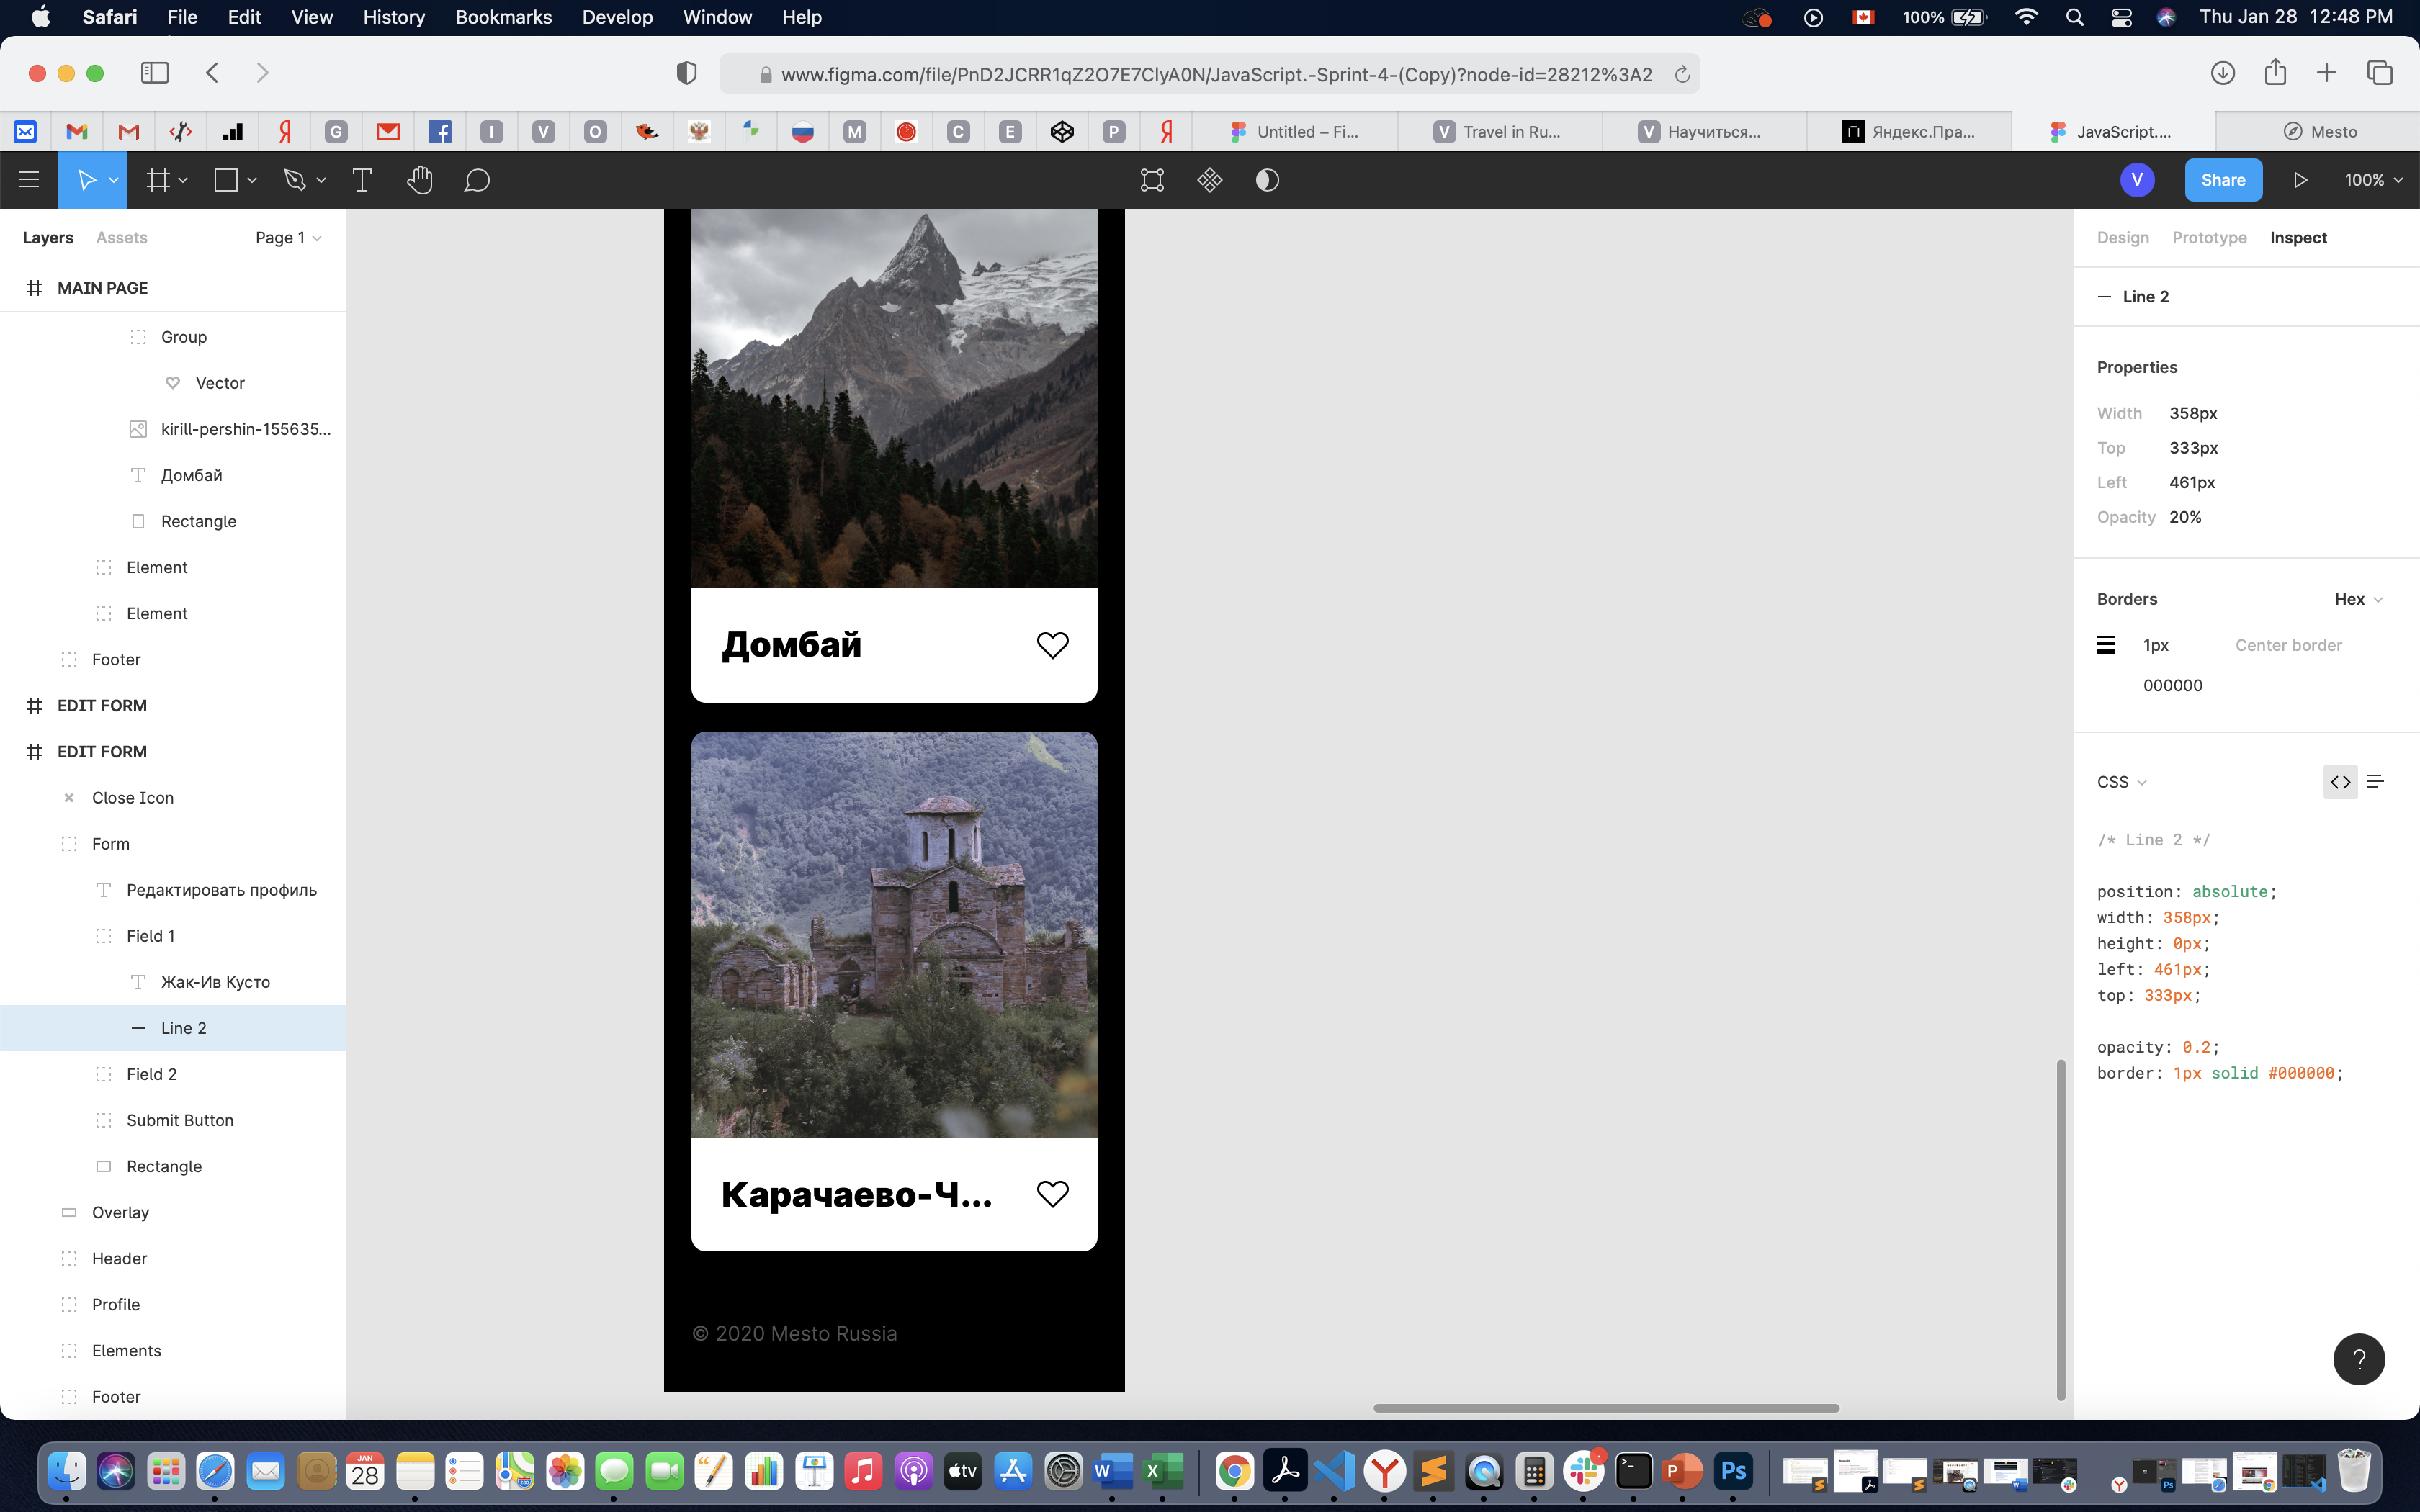 Safari File Edit View History Bookmarks Develop Window Help
100% Thu Jan 28 12:48 PM
www.figma.com/file/PnD2JCRR1qZ2O7E7ClyA0N/JavaScript.-Sprint-4-(Copy)?node-id=28212%3A2
G I V O M C E P Untitled – Fi... V Travel in Ru... V Научиться... Яндекс.Пра... JavaScript.... Mesto
V Share 100%
Layers Assets Page 1
MAIN PAGE
Group
Vector
kirill-pershin-155635...
Домбай
Rectangle
Element
Element
Footer
EDIT FORM
EDIT FORM
Close Icon
Form
Редактировать профиль
Field 1
Жак-Ив Кусто
Line 2
Field 2
Submit Button
Rectangle
Overlay
Header
Profile
Elements
Footer
Домбай
Карачаево-Ч...
© 2020 Mesto Russia
Design Prototype Inspect
Line 2
Properties
Width 358px
Top 333px
Left 461px
Opacity 20%
Borders Hex
1px Center border
000000
CSS
/* Line 2 */
position: absolute;
width: 358px;
height: 0px;
left: 461px;
top: 333px;
opacity: 0.2;
border: 1px solid #000000;
?
JAN
28
tv
W
X
P
Ps